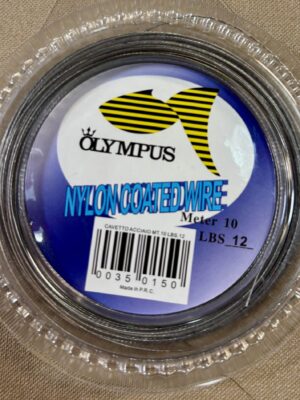 OLYMPUS
NYLON COATED WIRE
Meter 10
LBS 12
CAVETTO ACCIAIO MT 10 LBS. 12
0035 0150
Made in P.R.C.